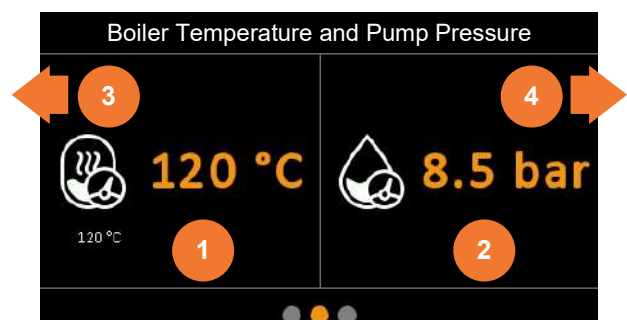 Boiler Temperature and Pump Pressure
3
4
120 °C
8.5 bar
120 °C
1
2